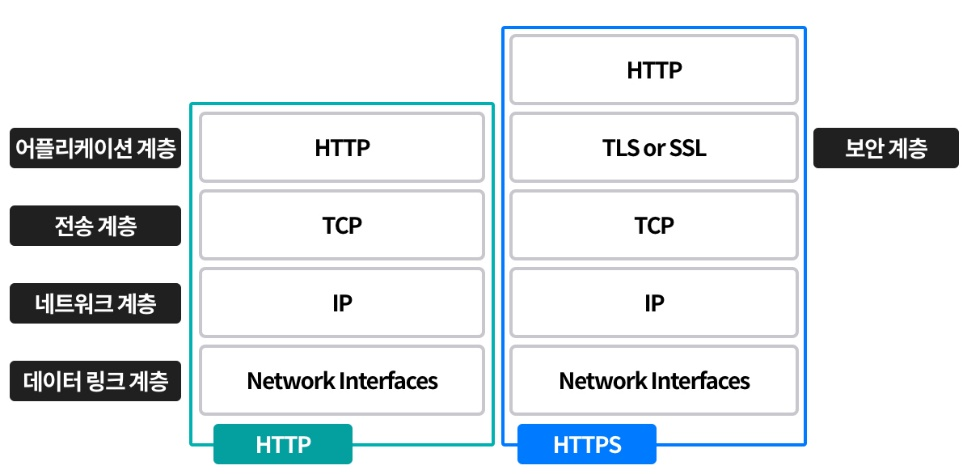 HTTP
어플리케이션 계층
HTTP
TLS or SSL
보안 계층
전송 계층
TCP
TCP
네트워크 계층
IP
IP
데이터 링크 계층
Network Interfaces
Network Interfaces
HTTP
HTTPS